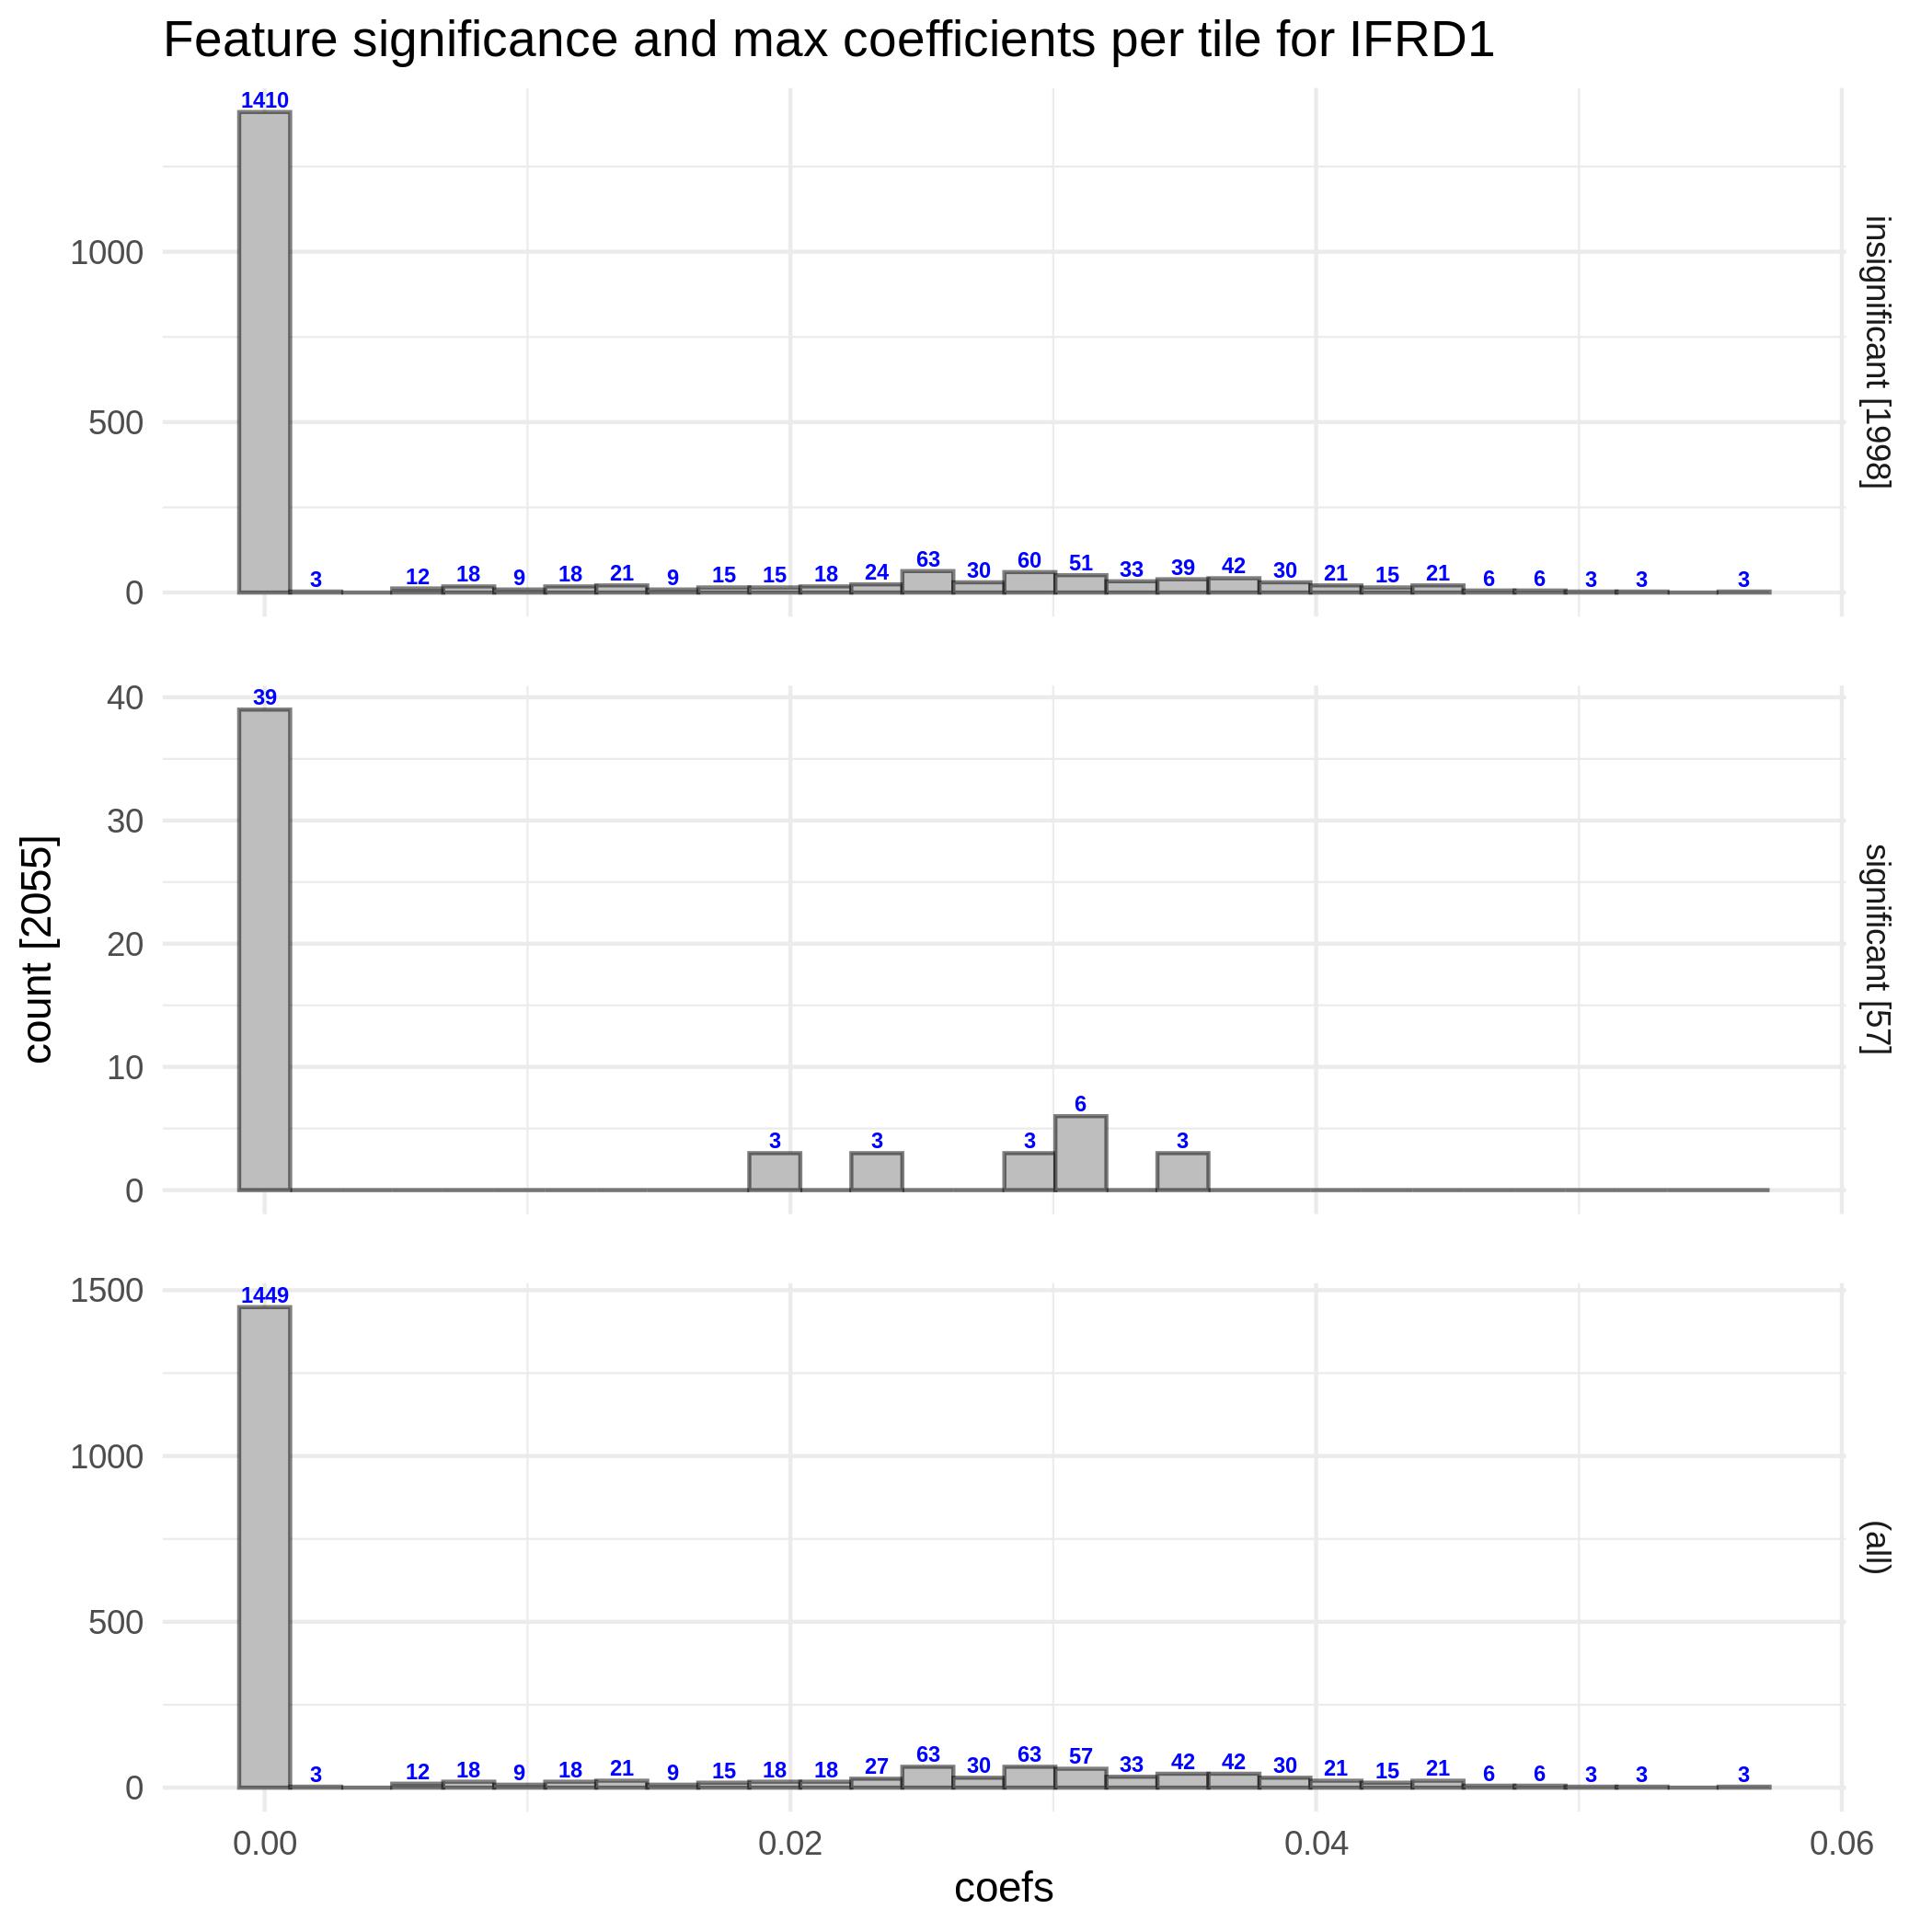 Feature significance and max coefficients per tile for IFRD1
1410
3 12 18 9 18 21 9 15 15 18 24 63 30 60 51 33 39 42 30 21 15 21 6 6 3 3 3
1000
500
0
insignificant [1998]
39
3 3 3 6 3
40
30
20
10
0
significant [57]
count [2055]
1449
3 12 18 9 18 21 9 15 18 18 27 63 30 63 57 33 42 42 30 21 15 21 6 6 3 3 3
1500
1000
500
0
(all)
0.00 0.02 0.04 0.06
coefs